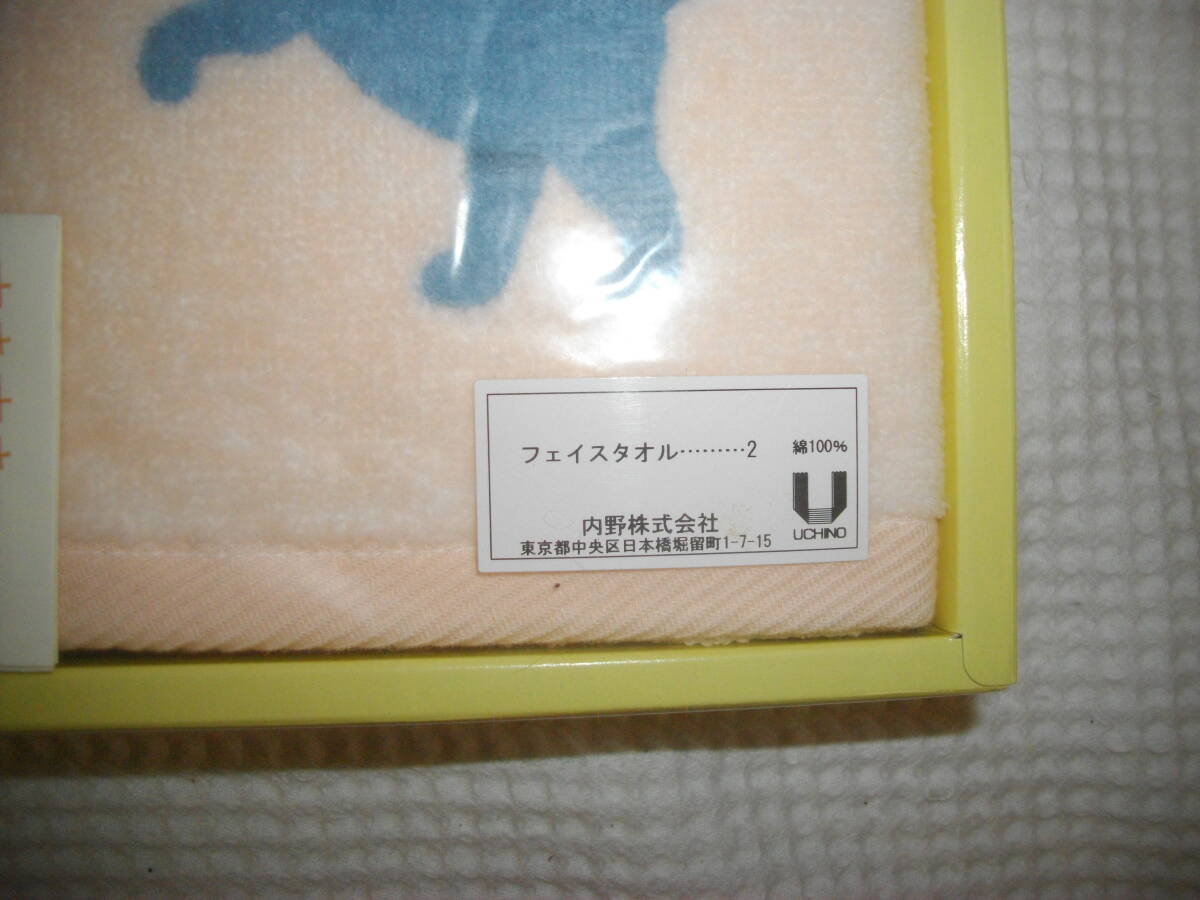 フェイスタオル………2
綿100%
UCHINO
内野株式会社
東京都中央区日本橋堀留町1-7-15